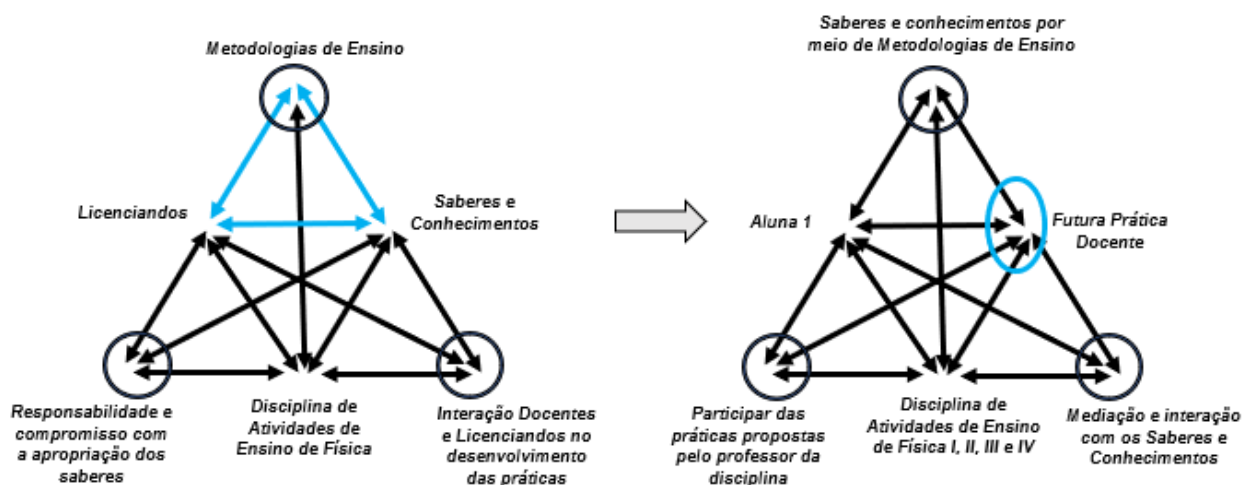 Metodologias de Ensino
Licenciandos
Saberes e
Conhecimentos
Responsabilidade e
compromisso com
a apropriação dos
saberes
Disciplina de
Atividades de
Ensino de Física
Interação Docentes
e Licenciandos no
desenvolvimento
das práticas
Saberes e conhecimentos por
meio de Metodologias de Ensino
Aluna 1
Futura Prática
Docente
Participar das
práticas propostas
pelo professor da
disciplina
Disciplina de
Atividades de Ensino
de Física I, II, III e IV
Mediação e interação
com os Saberes e
Conhecimentos